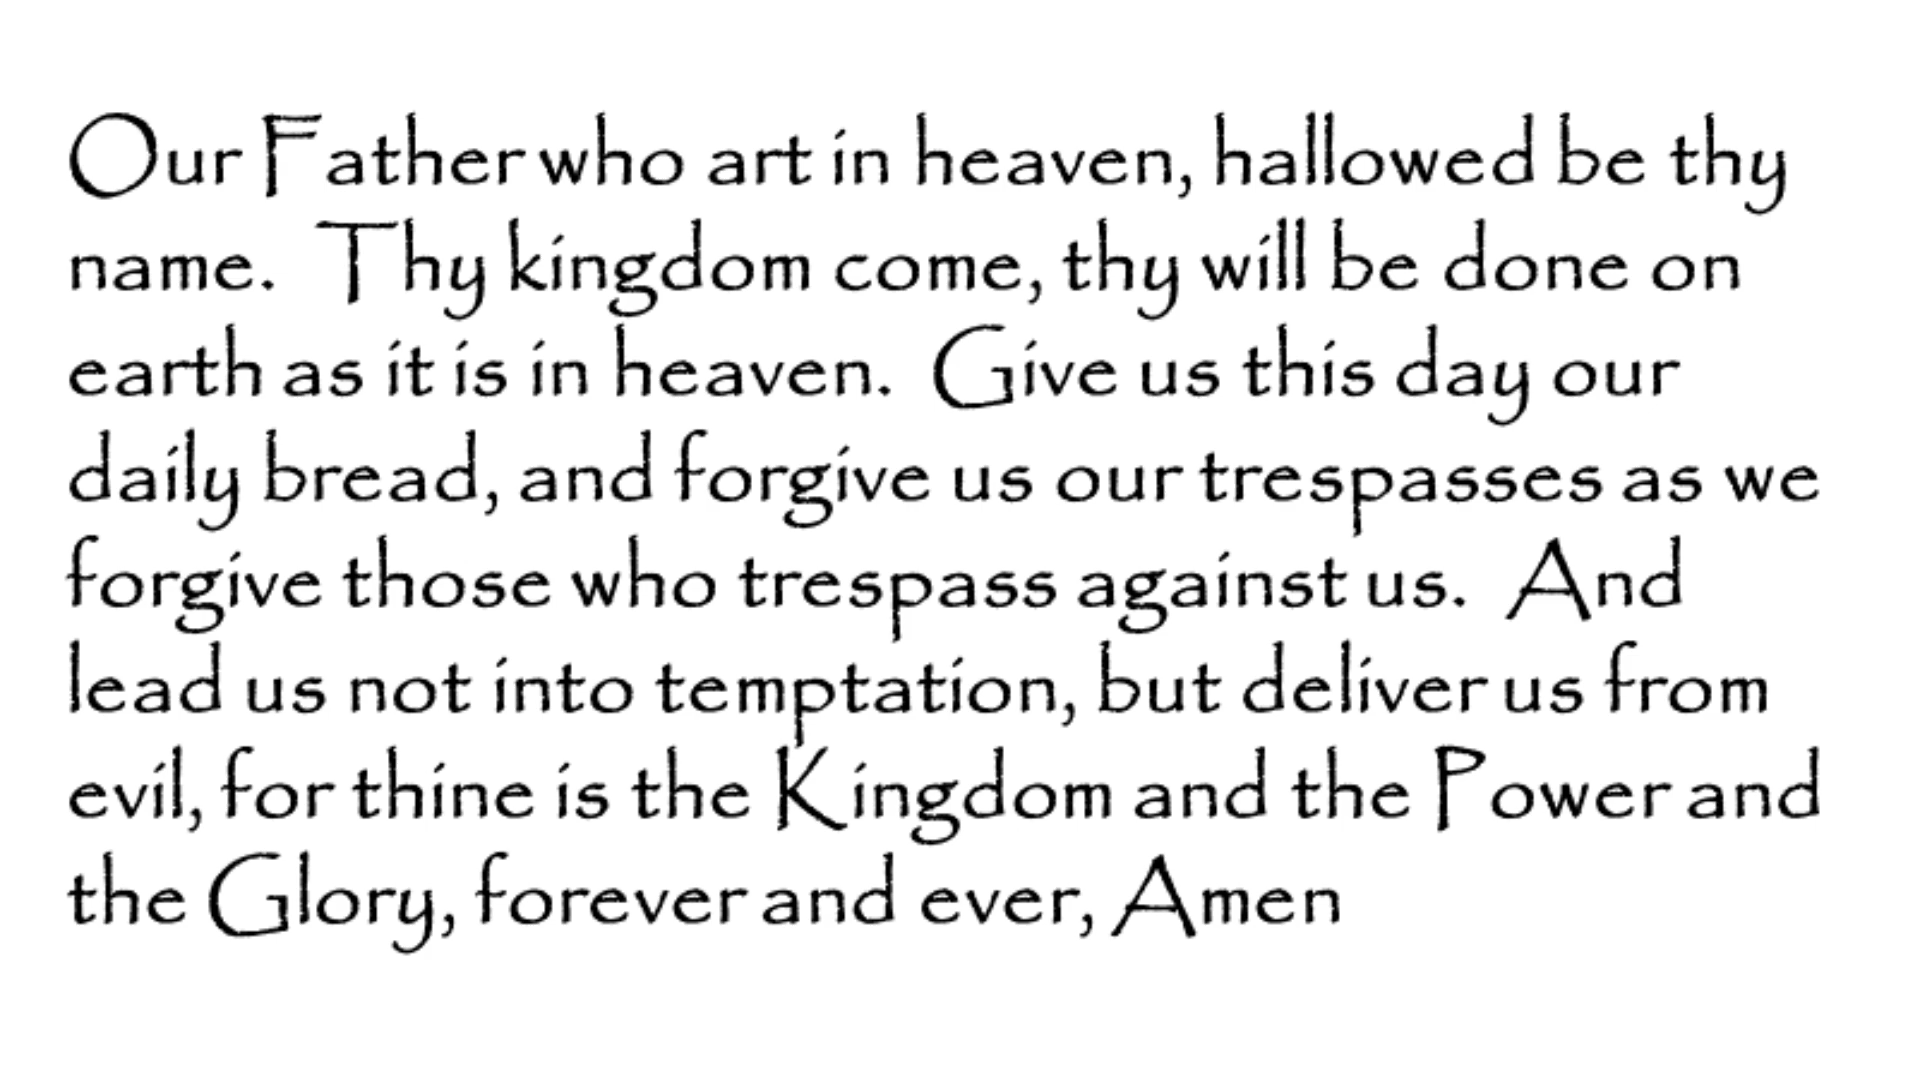 Our Father who art in heaven, hallowed be thy
name.  Thy kingdom come, thy will be done on
earth as it is in heaven.  Give us this day our
daily bread, and forgive us our trespasses as we
forgive those who trespass against us.  And
lead us not into temptation, but deliver us from
evil, for thine is the Kingdom and the Power and
the Glory, forever and ever, Amen